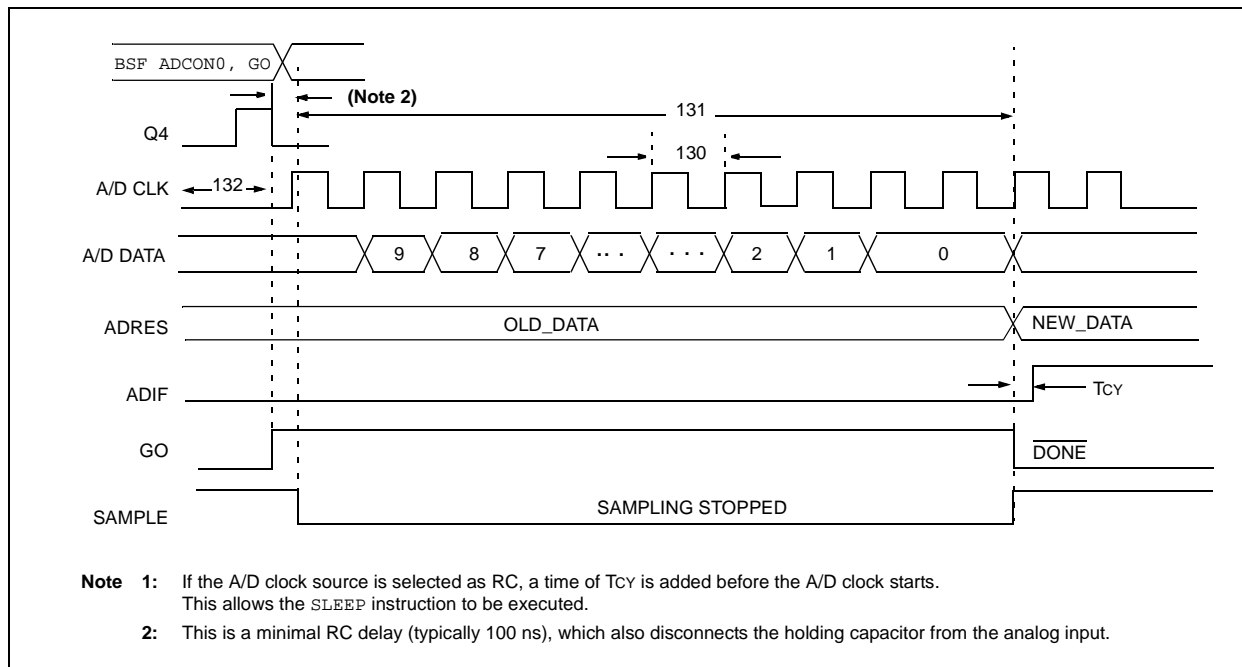 BSF ADCON0, GO
(Note 2)
131
Q4
130
A/D CLK
132
A/D DATA
9 8 7 ... . . . 2 1 0
ADRES
OLD_DATA
NEW_DATA
ADIF
TCY
GO
DONE
SAMPLE
SAMPLING STOPPED
Note 1: If the A/D clock source is selected as RC, a time of TCY is added before the A/D clock starts.
This allows the SLEEP instruction to be executed.
2: This is a minimal RC delay (typically 100 ns), which also disconnects the holding capacitor from the analog input.